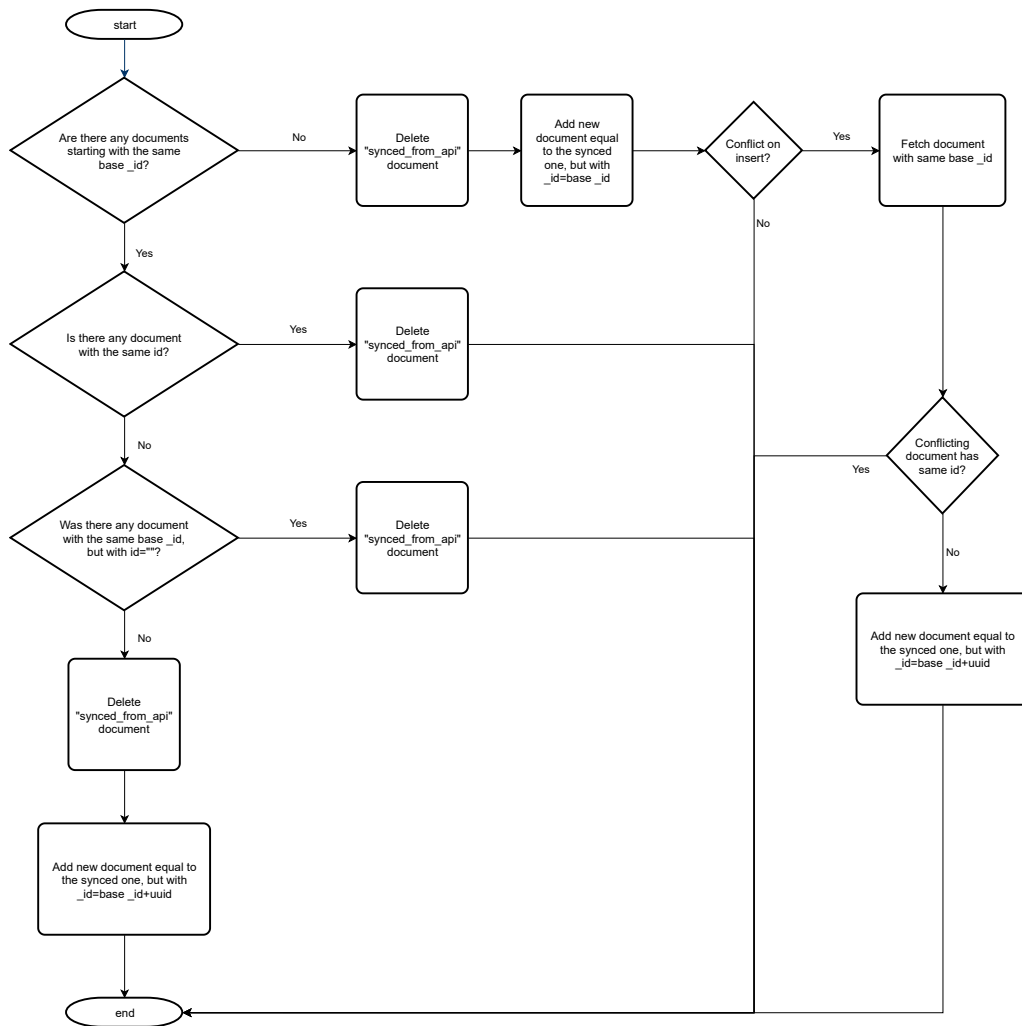 start
Are there any documents
starting with the same
base _id?
No
Delete
"synced_from_api"
document
Add new
document equal
to the synced
one, but with
_id=base _id
Conflict on
insert?
Yes
Fetch document
with same base _id
No
Yes
Is there any document
with the same id?
Yes
Delete
"synced_from_api"
document
No
Conflicting
document has
same id?
Yes
Was there any document
with the same base _id,
but with id=""?
Yes
Delete
"synced_from_api"
document
No
Add new document equal to
the synced one, but with
_id=base _id+uuid
No
Delete
"synced_from_api"
document
Add new document equal to
the synced one, but with
_id=base _id+uuid
end